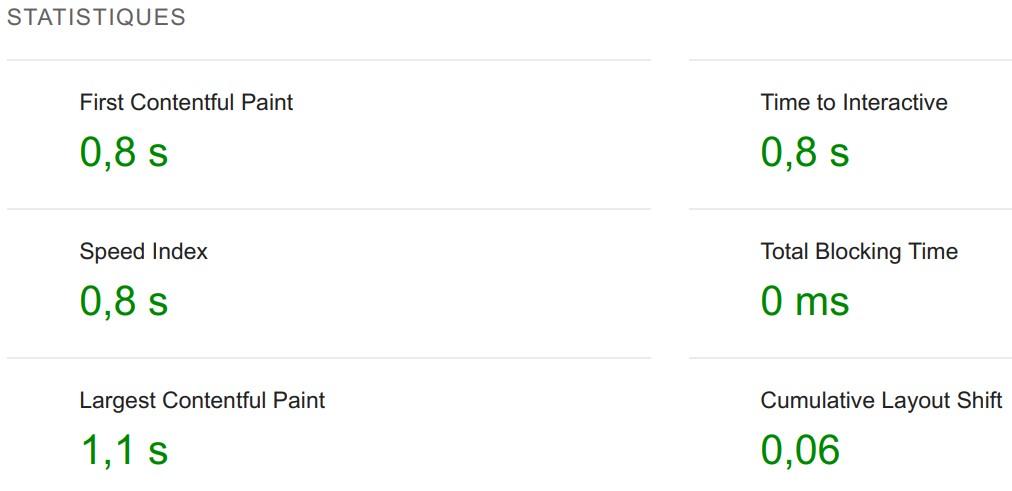 STATISTIQUES
First Contentful Paint
0,8 s
Time to Interactive
0,8 s
Speed Index
0,8 s
Total Blocking Time
0 ms
Largest Contentful Paint
1,1 s
Cumulative Layout Shift
0,06